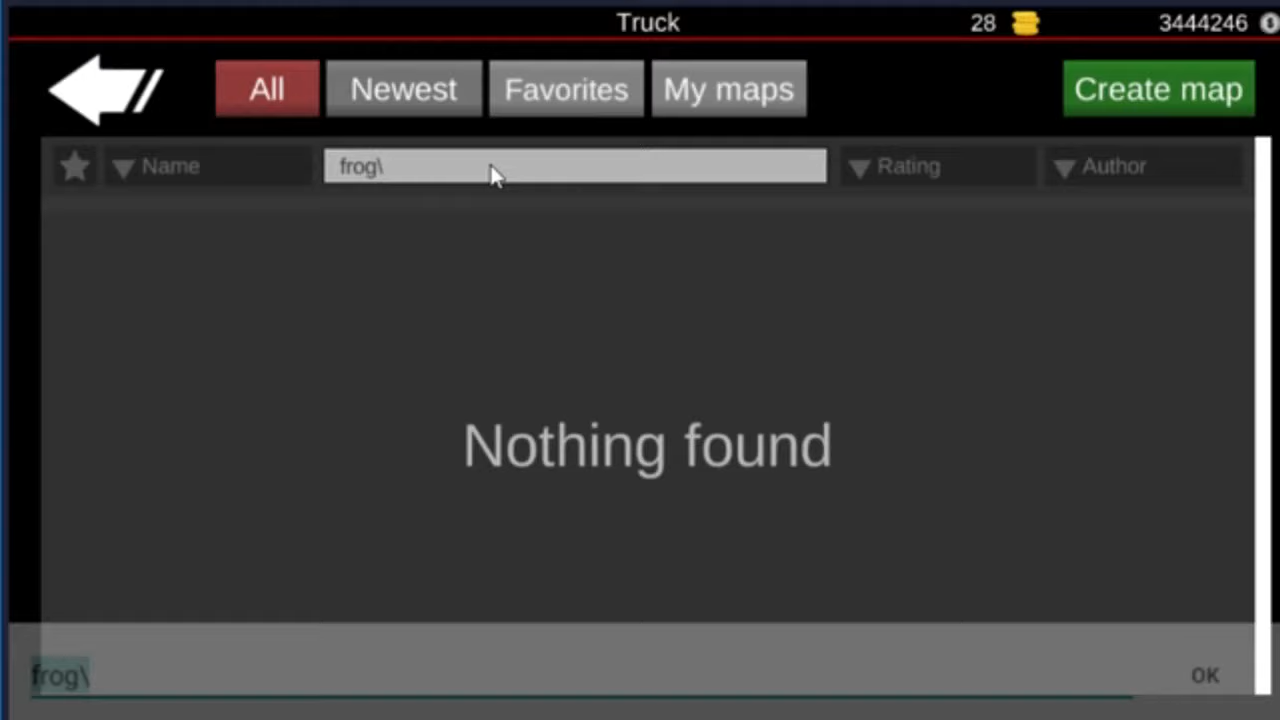 Truck 28 3444246
All Newest Favorites My maps Create map
Name frog\ Rating Author
Nothing found
frog\ OK